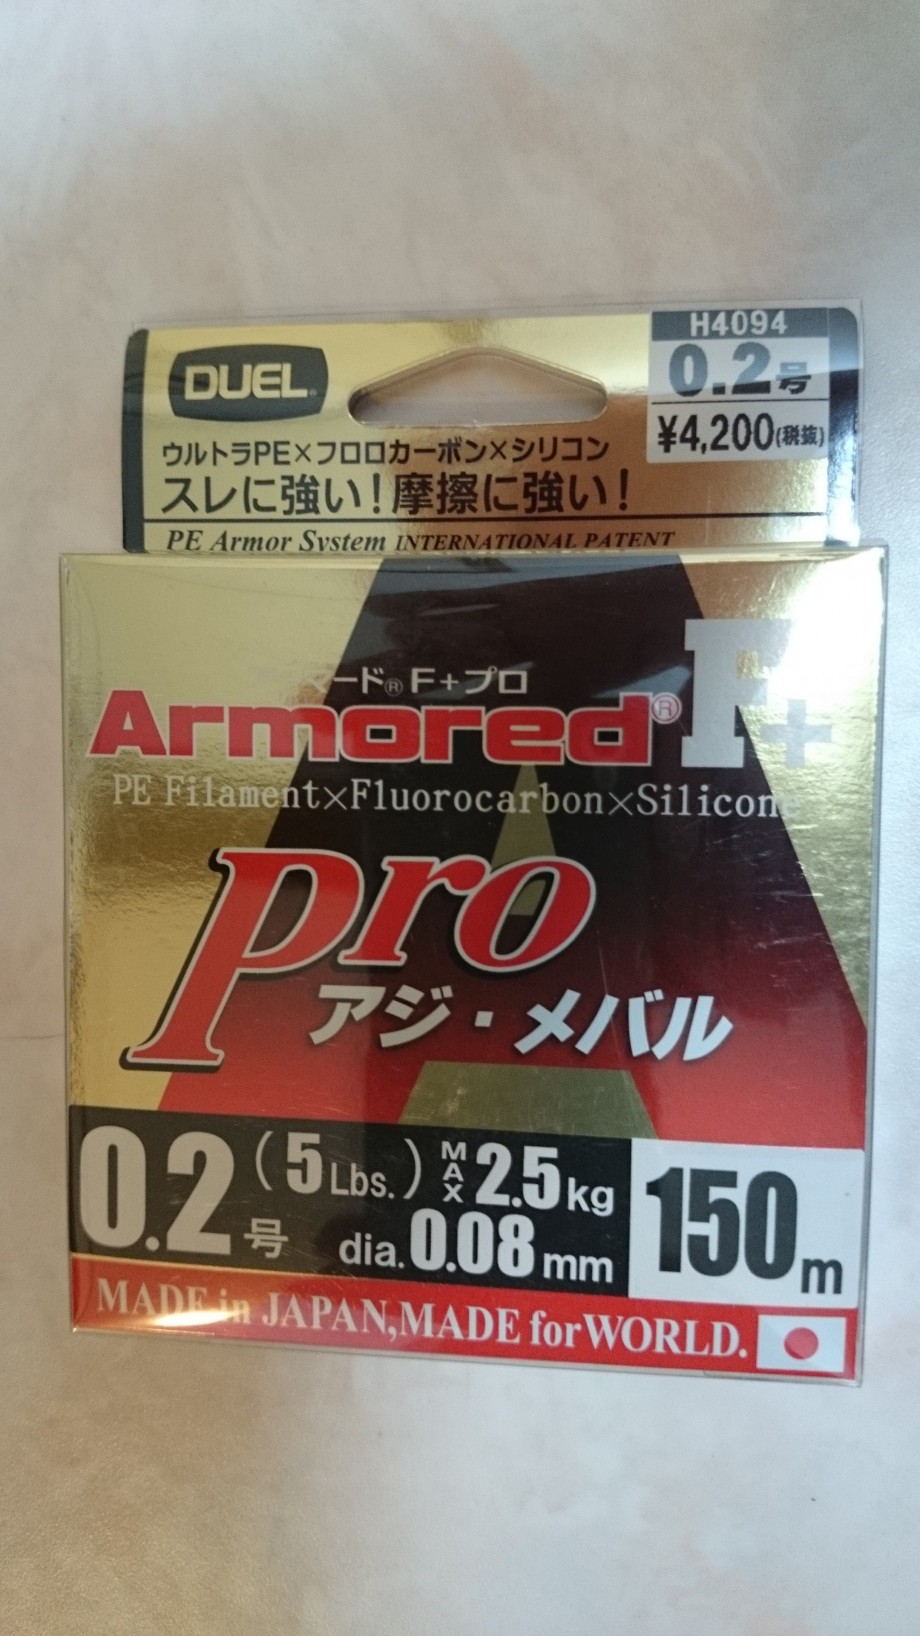 DUEL
H4094
0.2号
¥4,200(税抜)
ウルトラPE×フロロカーボン×シリコン
スレに強い!摩擦に強い!
PE Armor System INTERNATIONAL PATENT
ード® F+プロ
Armored® F+
PE Filament×Fluorocarbon×Silicone
Pro
アジ・メバル
0.2号 (5Lbs.) MAX 2.5kg
dia. 0.08mm
150m
MADE in JAPAN,MADE for WORLD.